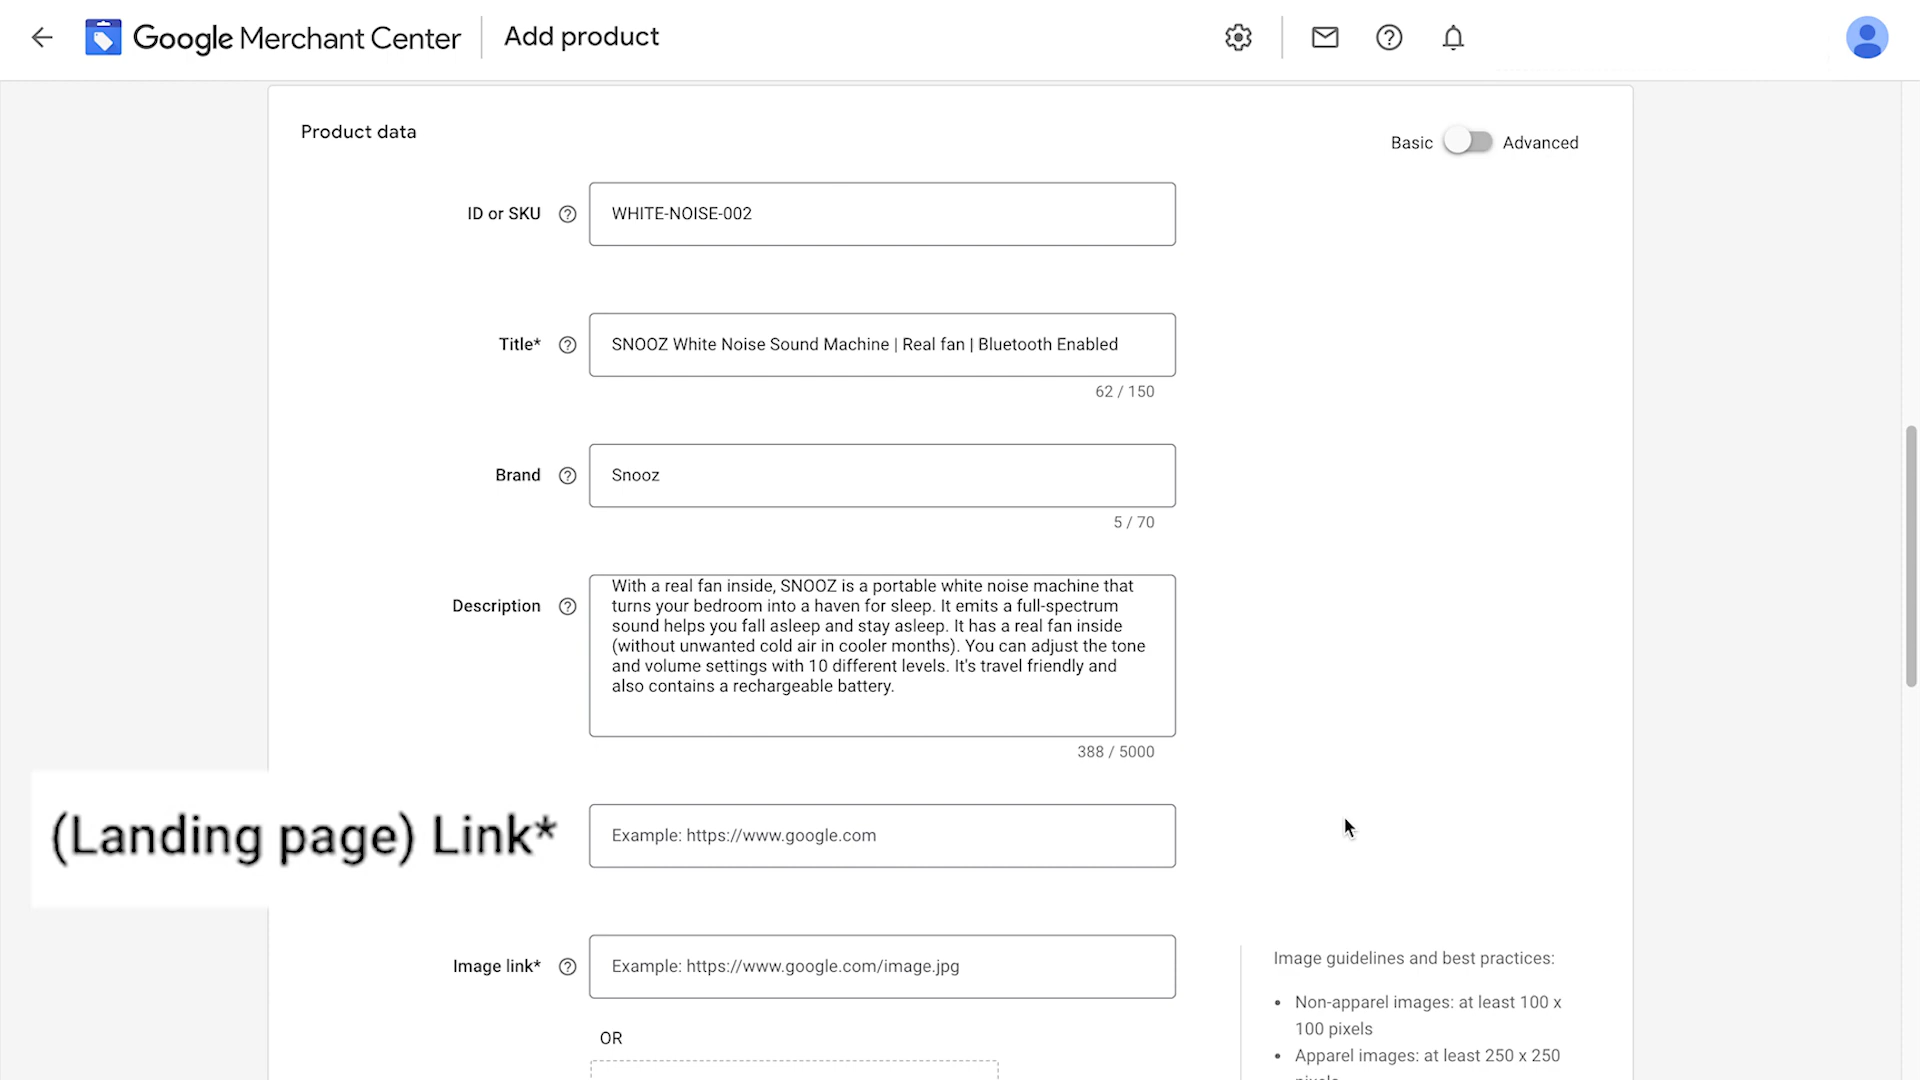 Google Merchant Center
Add product
Product data
Basic
Advanced
ID or SKU
WHITE-NOISE-002
Title*
SNOOZ White Noise Sound Machine | Real fan | Bluetooth Enabled
62 / 150
Brand
Snooz
5 / 70
Description
With a real fan inside, SNOOZ is a portable white noise machine that
turns your bedroom into a haven for sleep. It emits a full-spectrum
sound helps you fall asleep and stay asleep. It has a real fan inside
(without unwanted cold air in cooler months). You can adjust the tone
and volume settings with 10 different levels. It's travel friendly and
also contains a rechargeable battery.
388 / 5000
(Landing page) Link*
Example: https://www.google.com
Image link*
Example: https://www.google.com/image.jpg
OR
Image guidelines and best practices:
• Non-apparel images: at least 100 x
100 pixels
• Apparel images: at least 250 x 250